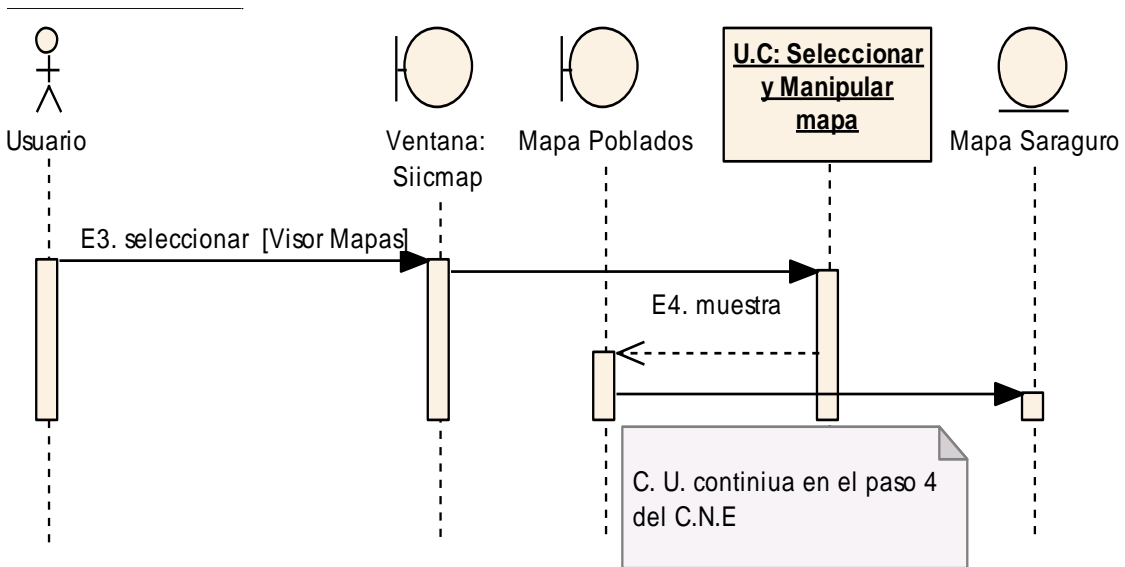 Usuario
Ventana:
Siicmap
Mapa Poblados
U.C: Seleccionar
y Manipular
mapa
Mapa Saraguro
E3. seleccionar [Visor Mapas]
E4. muestra
C. U. continiua en el paso 4
del C.N.E